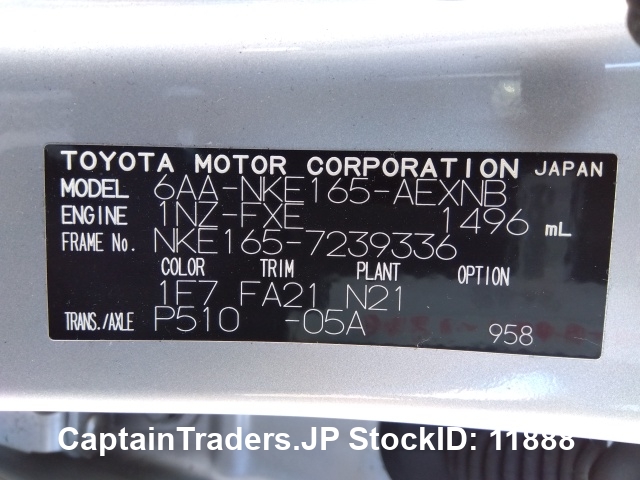 TOYOTA MOTOR CORPORATION JAPAN
MODEL 6AA-NKE165-AEXNB
ENGINE 1NZ-FXE 1496 mL
FRAME No. NKE165-7239336
COLOR TRIM PLANT OPTION
1F7 FA21 N21
TRANS./AXLE P510 -05A 958
CaptainTraders.JP StockID: 11888